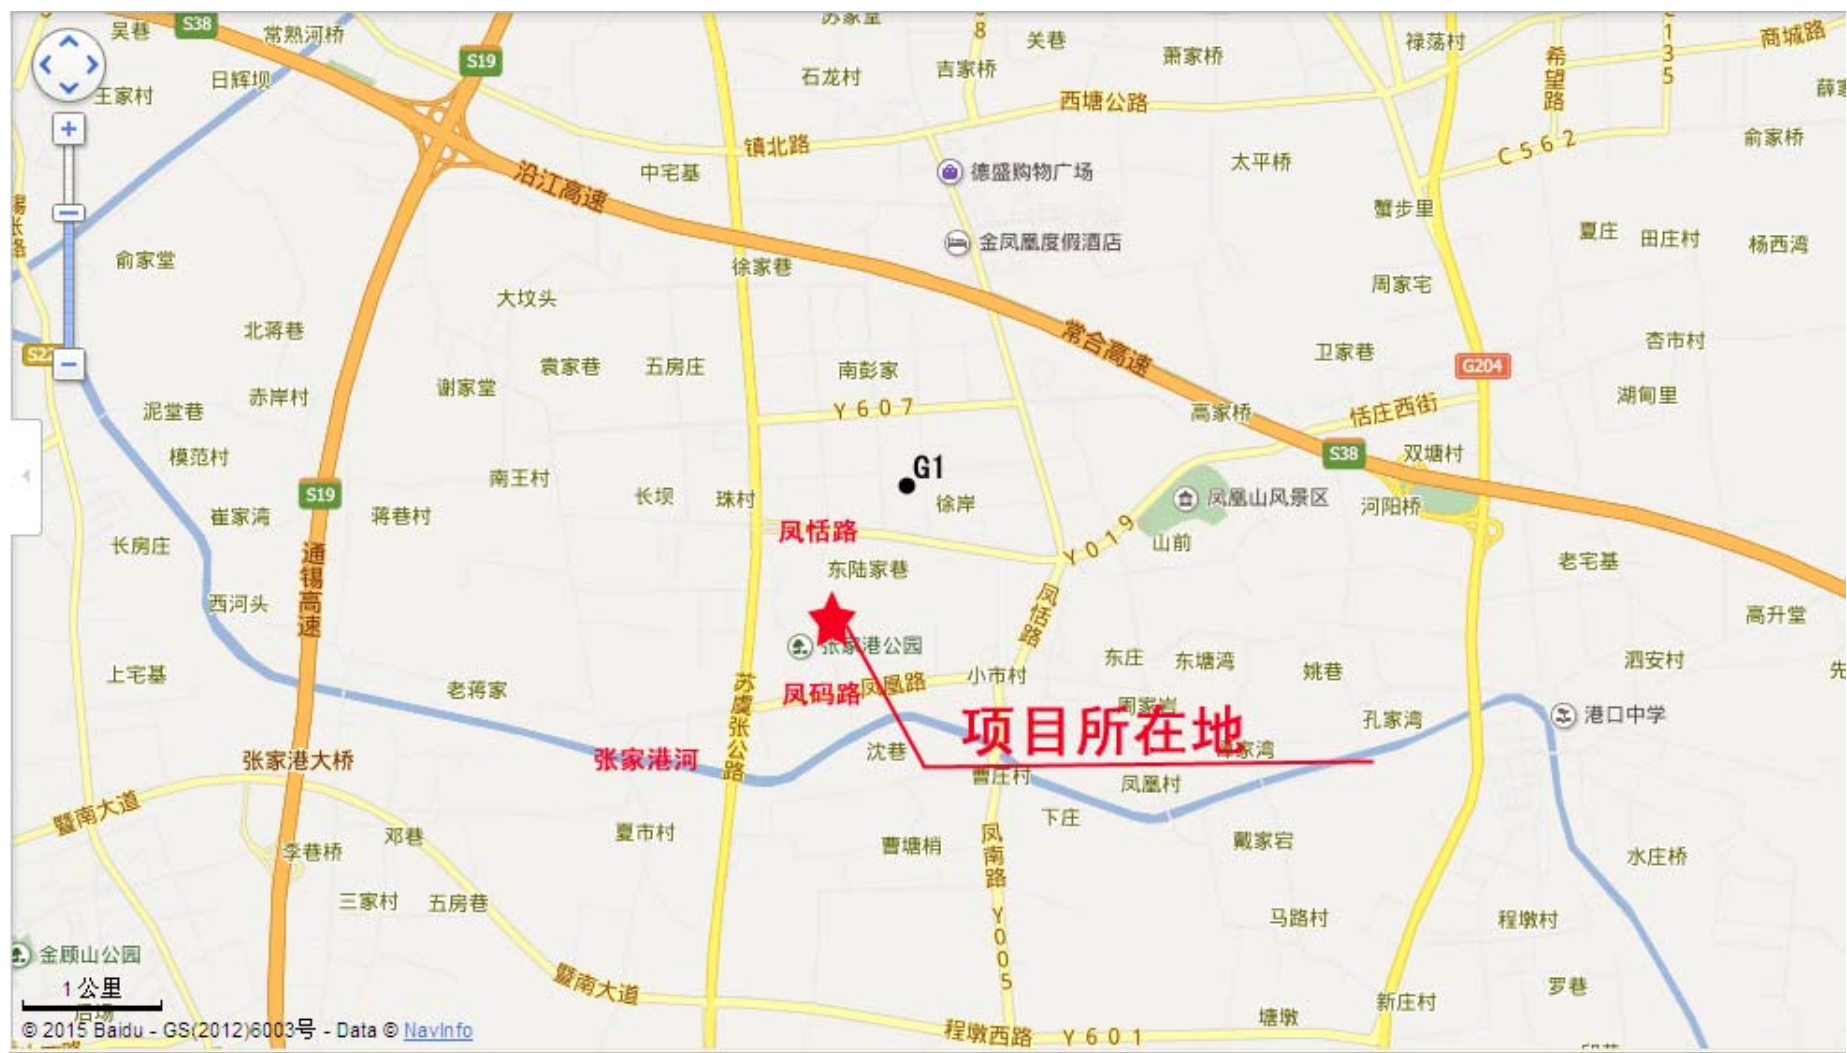 吴巷
S38
常熟河桥
苏家堂
关巷
禄荡村
商城路
S19
日辉坝
王家村
石龙村
吉家桥
萧家桥
希望路
135
西塘公路
镇北路
C562
俞家桥
中宅基
沿江高速
德盛购物广场
太平桥
蟹步里
金凤凰度假酒店
夏庄
田庄村
杨西湾
俞家堂
徐家巷
周家宅
大坟头
北蒋巷
常合高速
卫家巷
杏市村
袁家巷
五房庄
南彭家
G204
谢家堂
赤岸村
泥堂巷
Y607
高家桥
恬庄西街
湖甸里
模范村
南王村
G1
S38
双塘村
S19
长坝
珠村
徐岸
凤凰山风景区
河阳桥
崔家湾
蒋巷村
凤恬路
Y019
山前
长房庄
通锡高速
东陆家巷
老宅基
西河头
凤恬路
高升堂
张家港公园
东庄
东塘湾
姚巷
泗安村
上宅基
老蒋家
苏虞张公路
凤码路
凤凰路
小市村
周家岩
孔家湾
港口中学
项目所在地
张家港大桥
张家港河
沈巷
曹庄村
凤凰村
暨南大道
下庄
李巷桥
邓巷
夏市村
曹塘梢
凤南路
戴家宕
水庄桥
三家村
五房巷
Y005
马路村
程墩村
金顾山公园
暨南大道
1公里
罗巷
新庄村
塘墩
程墩西路
Y601
© 2015 Baidu - GS(2012)6003号 - Data © NavInfo